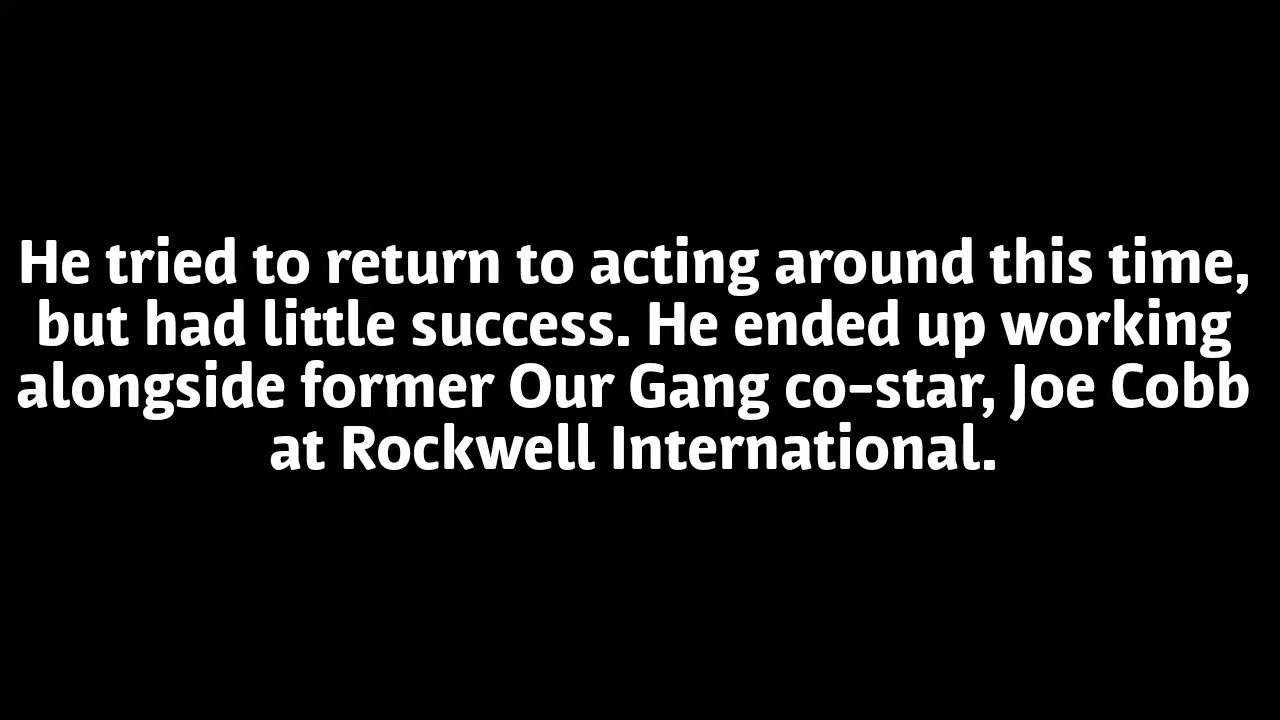 He tried to return to acting around this time,
but had little success. He ended up working
alongside former Our Gang co-star, Joe Cobb
at Rockwell International.